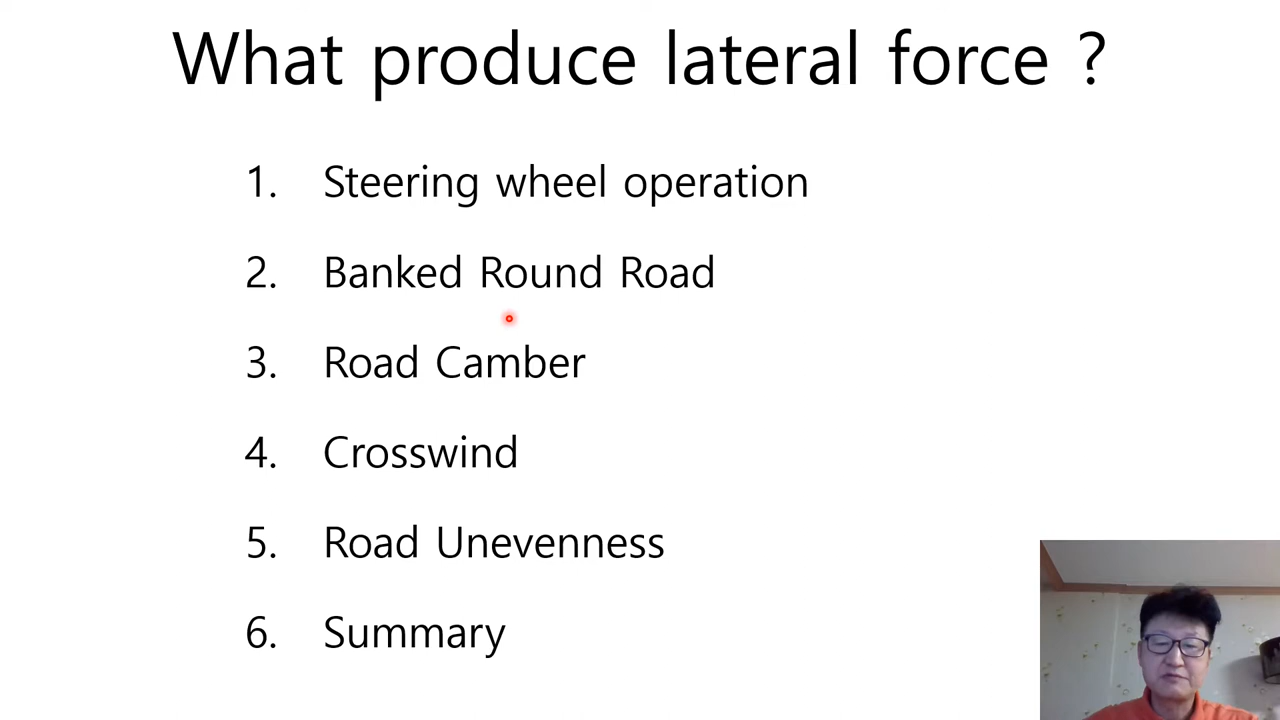 What produce lateral force ?
1. Steering wheel operation
2. Banked Round Road
3. Road Camber
4. Crosswind
5. Road Unevenness
6. Summary